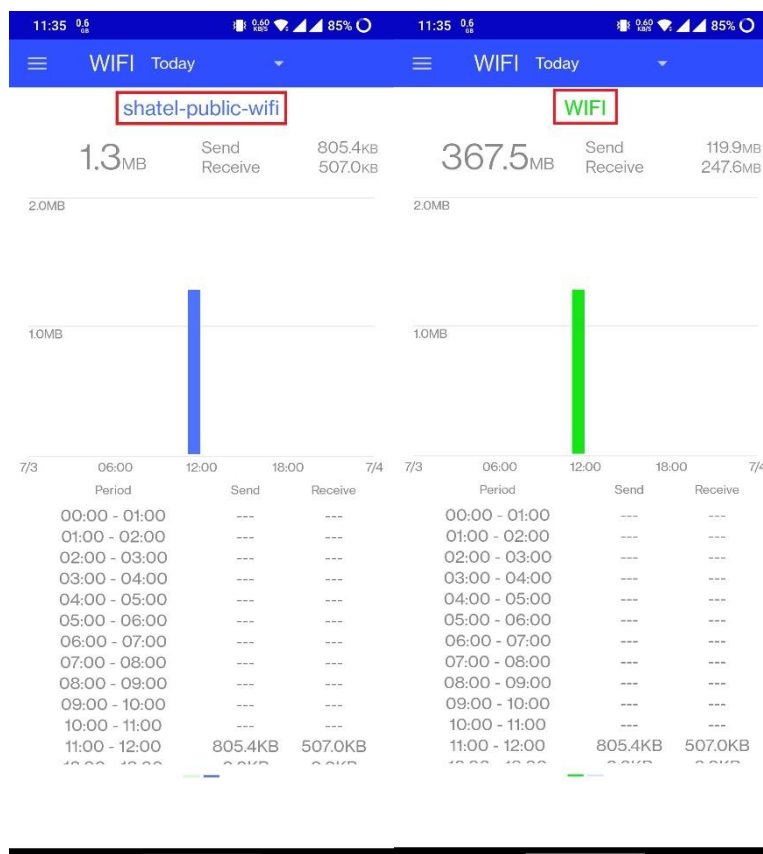 11:35 0.6 GB 0.60 KB/S 85%
WIFI Today
shatel-public-wifi
1.3MB
Send 805.4KB
Receive 507.0KB
2.0MB
1.0MB
7/3 06:00 12:00 18:00 7/4
Period Send Receive
00:00 - 01:00 --- ---
01:00 - 02:00 --- ---
02:00 - 03:00 --- ---
03:00 - 04:00 --- ---
04:00 - 05:00 --- ---
05:00 - 06:00 --- ---
06:00 - 07:00 --- ---
07:00 - 08:00 --- ---
08:00 - 09:00 --- ---
09:00 - 10:00 --- ---
10:00 - 11:00 --- ---
11:00 - 12:00 805.4KB 507.0KB
11:35 0.6 GB 0.60 KB/S 85%
WIFI Today
WIFI
367.5MB
Send 119.9MB
Receive 247.6MB
2.0MB
1.0MB
7/3 06:00 12:00 18:00 7/4
Period Send Receive
00:00 - 01:00 --- ---
01:00 - 02:00 --- ---
02:00 - 03:00 --- ---
03:00 - 04:00 --- ---
04:00 - 05:00 --- ---
05:00 - 06:00 --- ---
06:00 - 07:00 --- ---
07:00 - 08:00 --- ---
08:00 - 09:00 --- ---
09:00 - 10:00 --- ---
10:00 - 11:00 --- ---
11:00 - 12:00 805.4KB 507.0KB